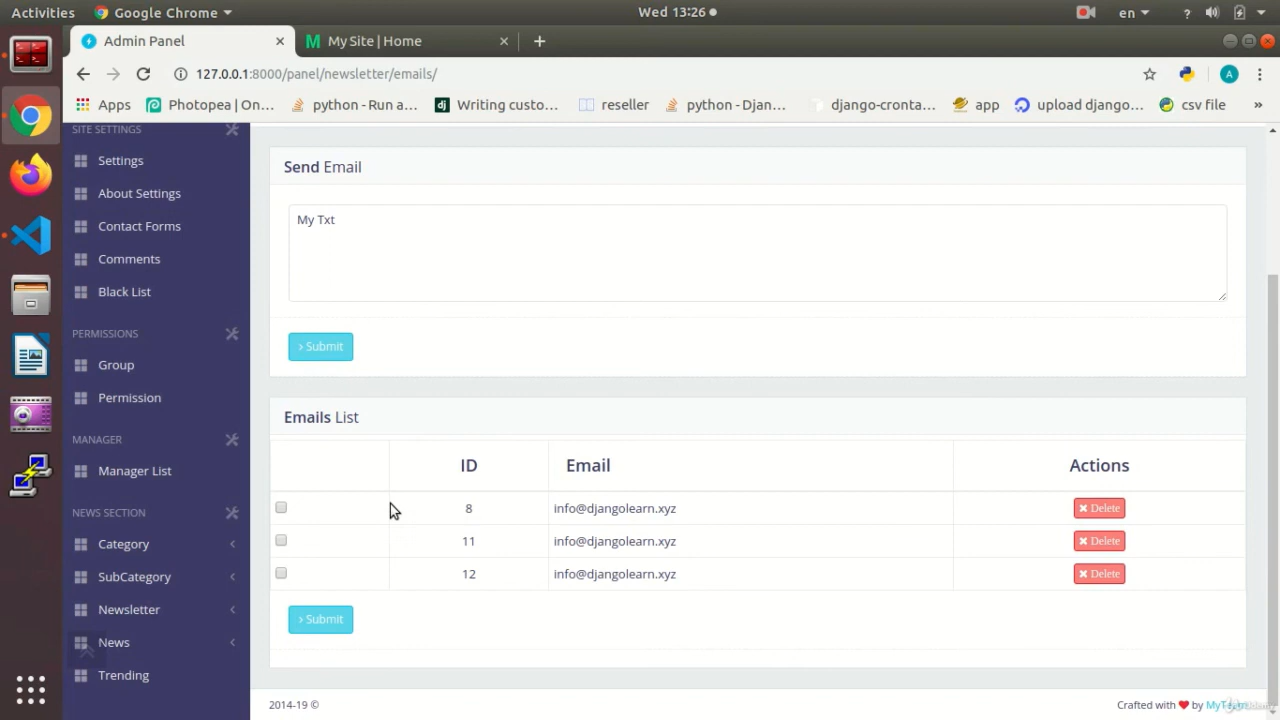 Activities
Google Chrome
Wed 13:26
en
?
Admin Panel
M My Site | Home
127.0.0.1:8000/panel/newsletter/emails/
A
Apps
Photopea | On...
python - Run a...
dj Writing custo...
reseller
python - Djan...
django-cronta...
app
upload django...
csv file
»
SITE SETTINGS
Settings
About Settings
Contact Forms
Comments
Black List
PERMISSIONS
Group
Permission
MANAGER
Manager List
NEWS SECTION
Category
SubCategory
Newsletter
News
Trending
Send Email
My Txt
› Submit
Emails List
ID Email Actions
8 info@djangolearn.xyz ✖ Delete
11 info@djangolearn.xyz ✖ Delete
12 info@djangolearn.xyz ✖ Delete
› Submit
2014-19 ©
Crafted with ❤ by MyTeam